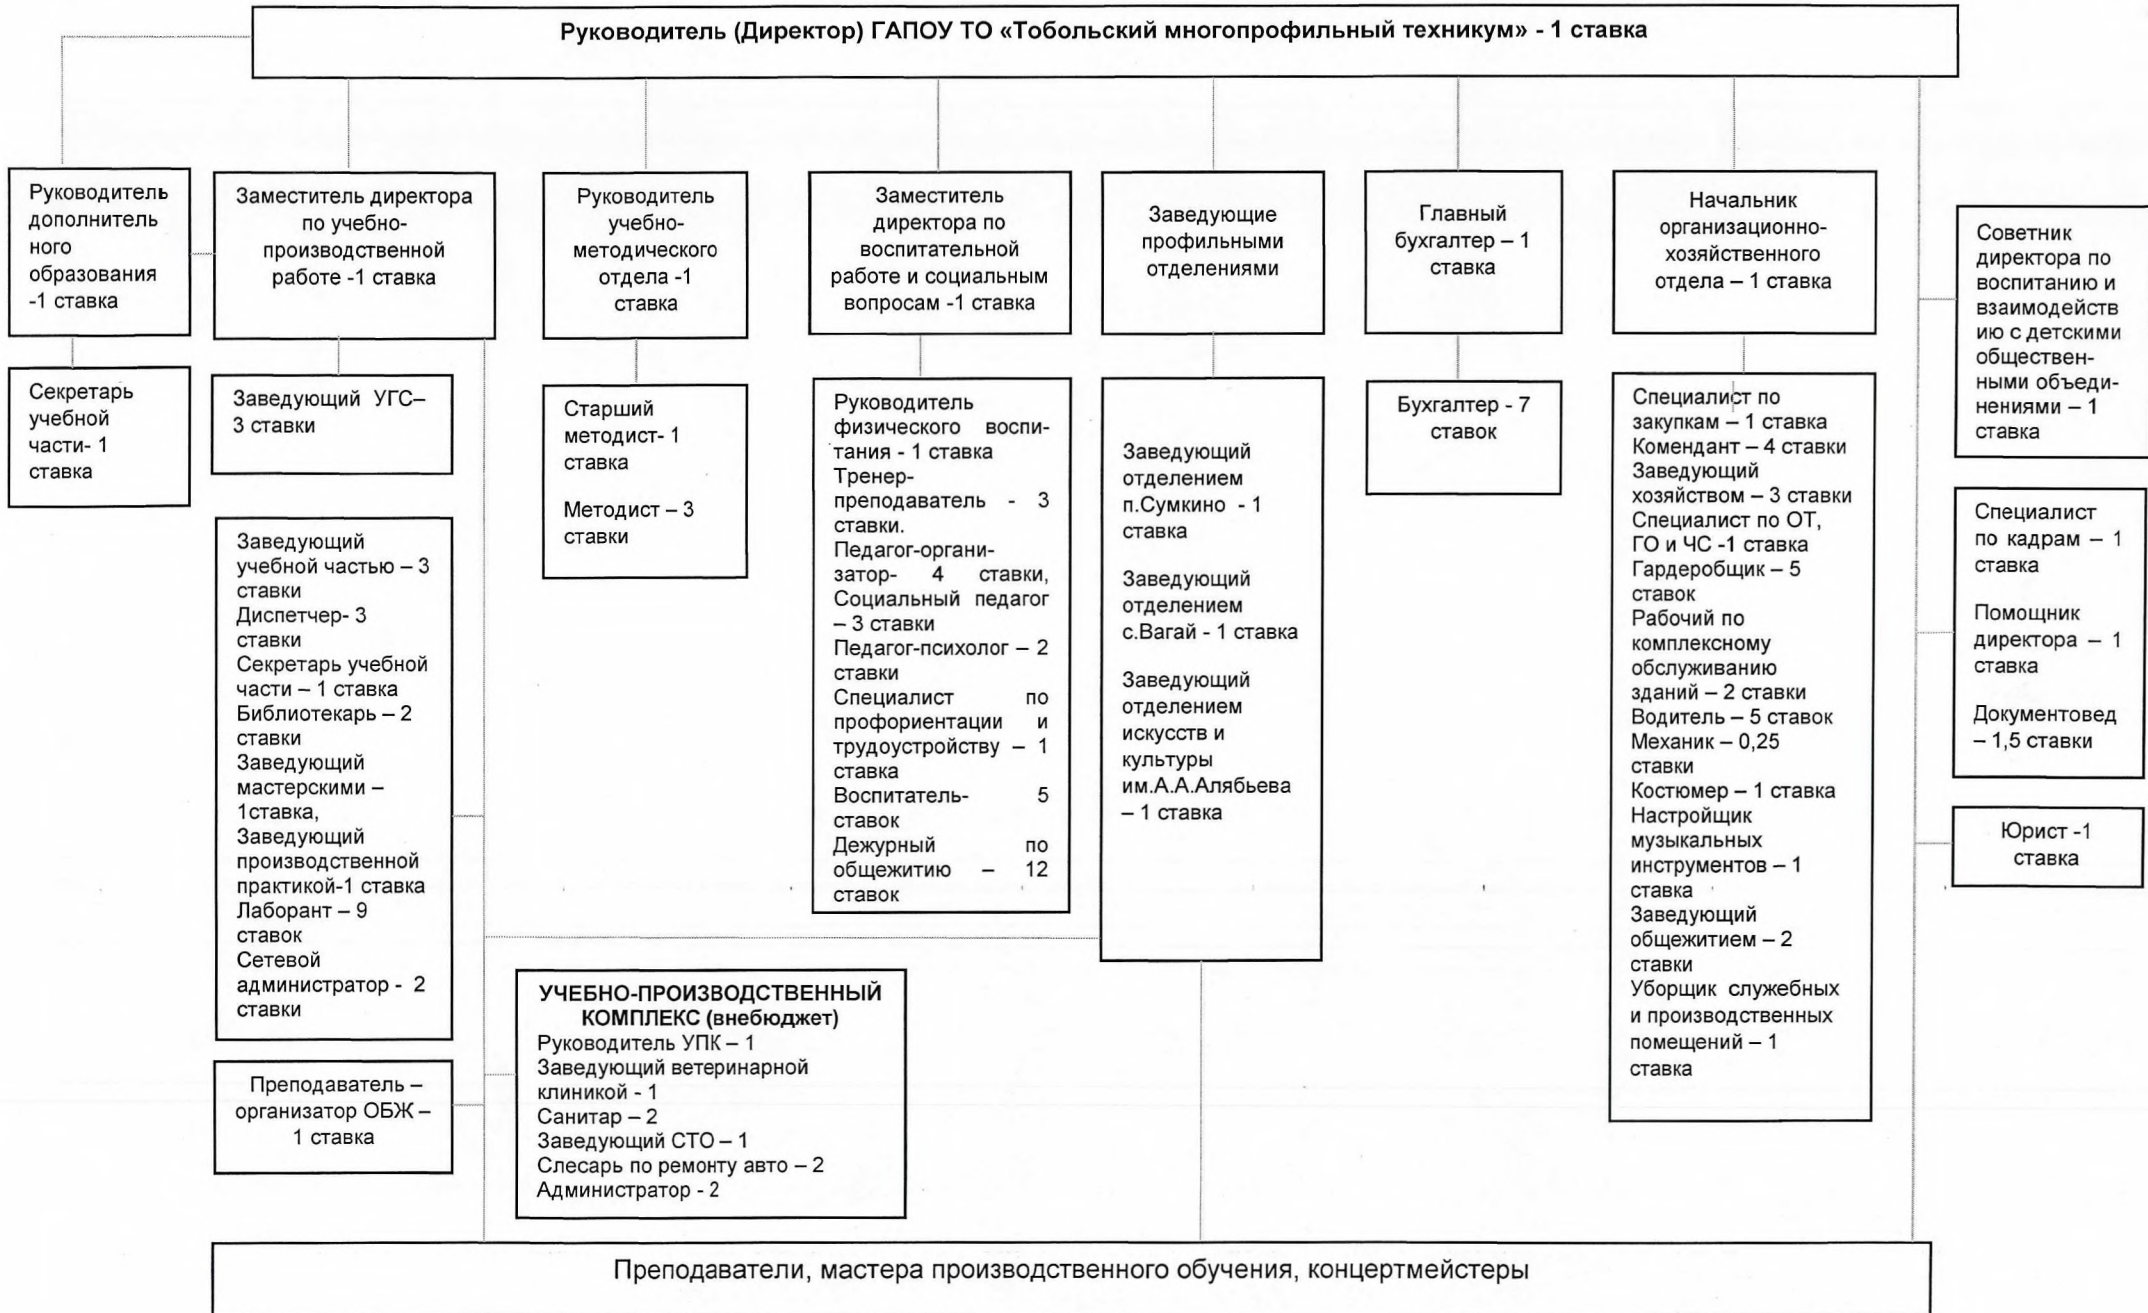 Руководитель (Директор) ГАПОУ ТО «Тобольский многопрофильный техникум» - 1 ставка
Руководитель
дополнитель
ного
образования
-1 ставка
Заместитель директора
по учебно-
производственной
работе -1 ставка
Руководитель
учебно-
методического
отдела -1
ставка
Заместитель
директора по
воспитательной
работе и социальным
вопросам -1 ставка
Заведующие
профильными
отделениями
Главный
бухгалтер – 1
ставка
Начальник
организационно-
хозяйственного
отдела – 1 ставка
Советник
директора по
воспитанию и
взаимодейств
ию с детскими
обществен-
ными объеди-
нениями – 1
ставка
Секретарь
учебной
части- 1
ставка
Заведующий УГС–
3 ставки
Старший
методист- 1
ставка
Методист – 3
ставки
Руководитель
физического воспи-
тания - 1 ставка
Тренер-
преподаватель - 3
ставки.
Педагог-органи-
затор- 4 ставки,
Социальный педагог
– 3 ставки
Педагог-психолог – 2
ставки
Специалист по
профориентации и
трудоустройству – 1
ставка
Воспитатель- 5
ставок
Дежурный по
общежитию – 12
ставок
Заведующий
отделением
п.Сумкино - 1
ставка
Заведующий
отделением
с.Вагай - 1 ставка
Заведующий
отделением
искусств и
культуры
им.А.А.Алябьева
– 1 ставка
Бухгалтер - 7
ставок
Специалист по
закупкам – 1 ставка
Комендант – 4 ставки
Заведующий
хозяйством – 3 ставки
Специалист по ОТ,
ГО и ЧС -1 ставка
Гардеробщик – 5
ставок
Рабочий по
комплексному
обслуживанию
зданий – 2 ставки
Водитель – 5 ставок
Механик – 0,25
ставки
Костюмер – 1 ставка
Настройщик
музыкальных
инструментов – 1
ставка
Заведующий
общежитием – 2
ставки
Уборщик служебных
и производственных
помещений – 1
ставка
Специалист
по кадрам – 1
ставка
Помощник
директора – 1
ставка
Документовед
– 1,5 ставки
Юрист -1
ставка
Заведующий
учебной частью – 3
ставки
Диспетчер- 3
ставки
Секретарь учебной
части – 1 ставка
Библиотекарь – 2
ставки
Заведующий
мастерскими –
1ставка,
Заведующий
производственной
практикой-1 ставка
Лаборант – 9
ставок
Сетевой
администратор - 2
ставки
Преподаватель –
организатор ОБЖ –
1 ставка
УЧЕБНО-ПРОИЗВОДСТВЕННЫЙ
КОМПЛЕКС (внебюджет)
Руководитель УПК – 1
Заведующий ветеринарной
клиникой - 1
Санитар – 2
Заведующий СТО – 1
Слесарь по ремонту авто – 2
Администратор - 2
Преподаватели, мастера производственного обучения, концертмейстеры